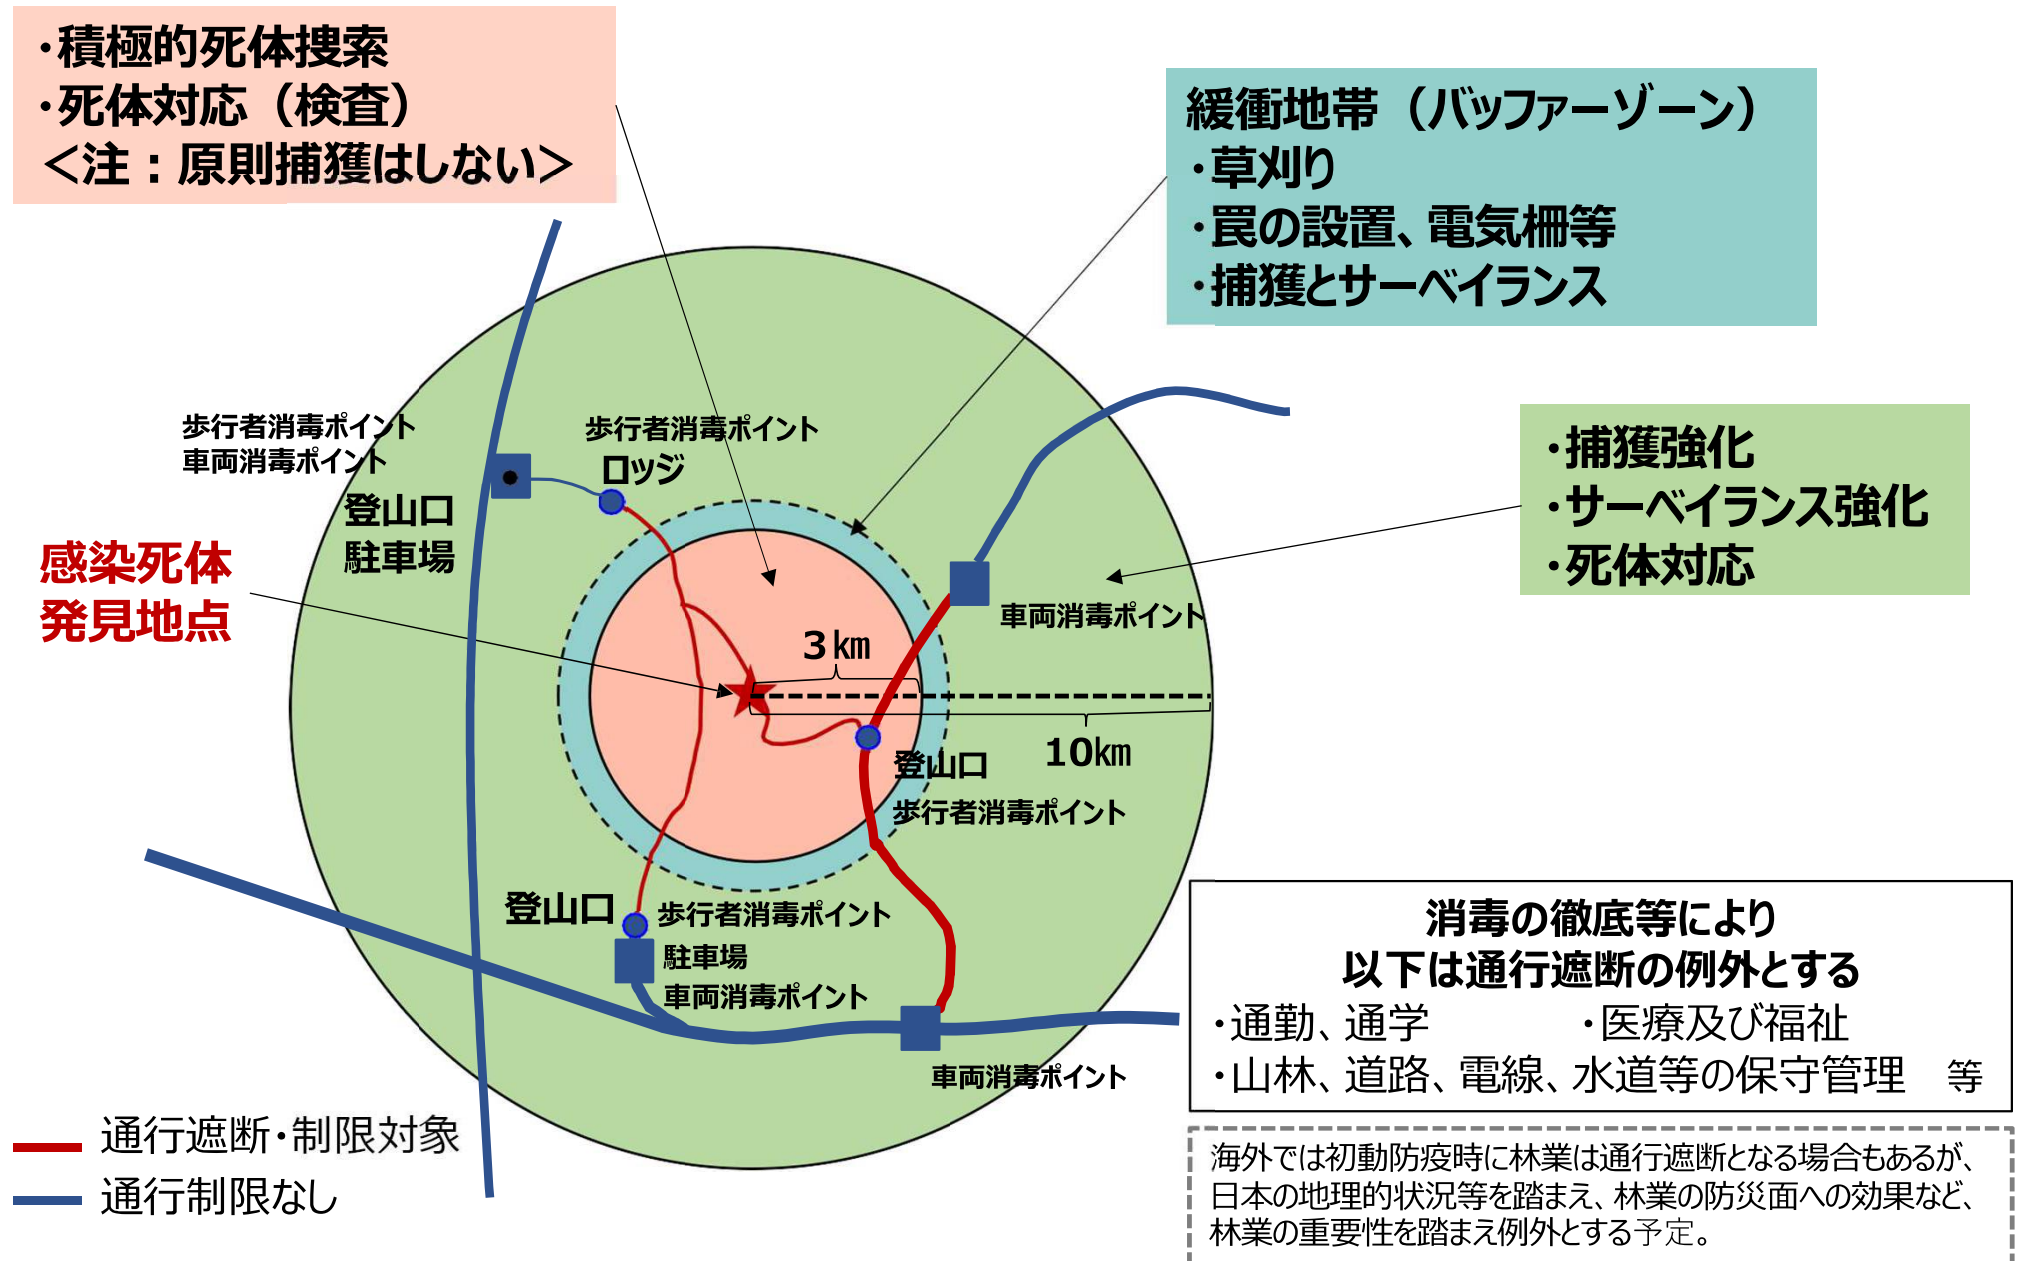 ・積極的死体捜索
・死体対応（検査）
＜注：原則捕獲はしない＞
緩衝地帯（バッファーゾーン）
・草刈り
・罠の設置、電気柵等
・捕獲とサーベイランス
・捕獲強化
・サーベイランス強化
・死体対応
歩行者消毒ポイント
車両消毒ポイント
登山口
駐車場
歩行者消毒ポイント
ロッジ
感染死体
発見地点
車両消毒ポイント
3㎞
10㎞
登山口
歩行者消毒ポイント
登山口
歩行者消毒ポイント
駐車場
車両消毒ポイント
車両消毒ポイント
消毒の徹底等により
以下は通行遮断の例外とする
・通勤、通学　・医療及び福祉
・山林、道路、電線、水道等の保守管理　等
海外では初動防疫時に林業は通行遮断となる場合もあるが、
日本の地理的状況等を踏まえ、林業の防災面への効果など、
林業の重要性を踏まえ例外とする予定。
通行遮断・制限対象
通行制限なし